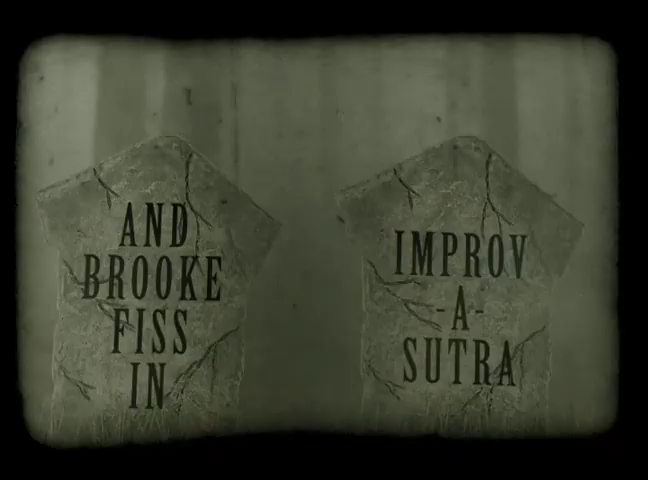 AND
BROOKE
FISS
IN
IMPROV
-A-
SUTRA